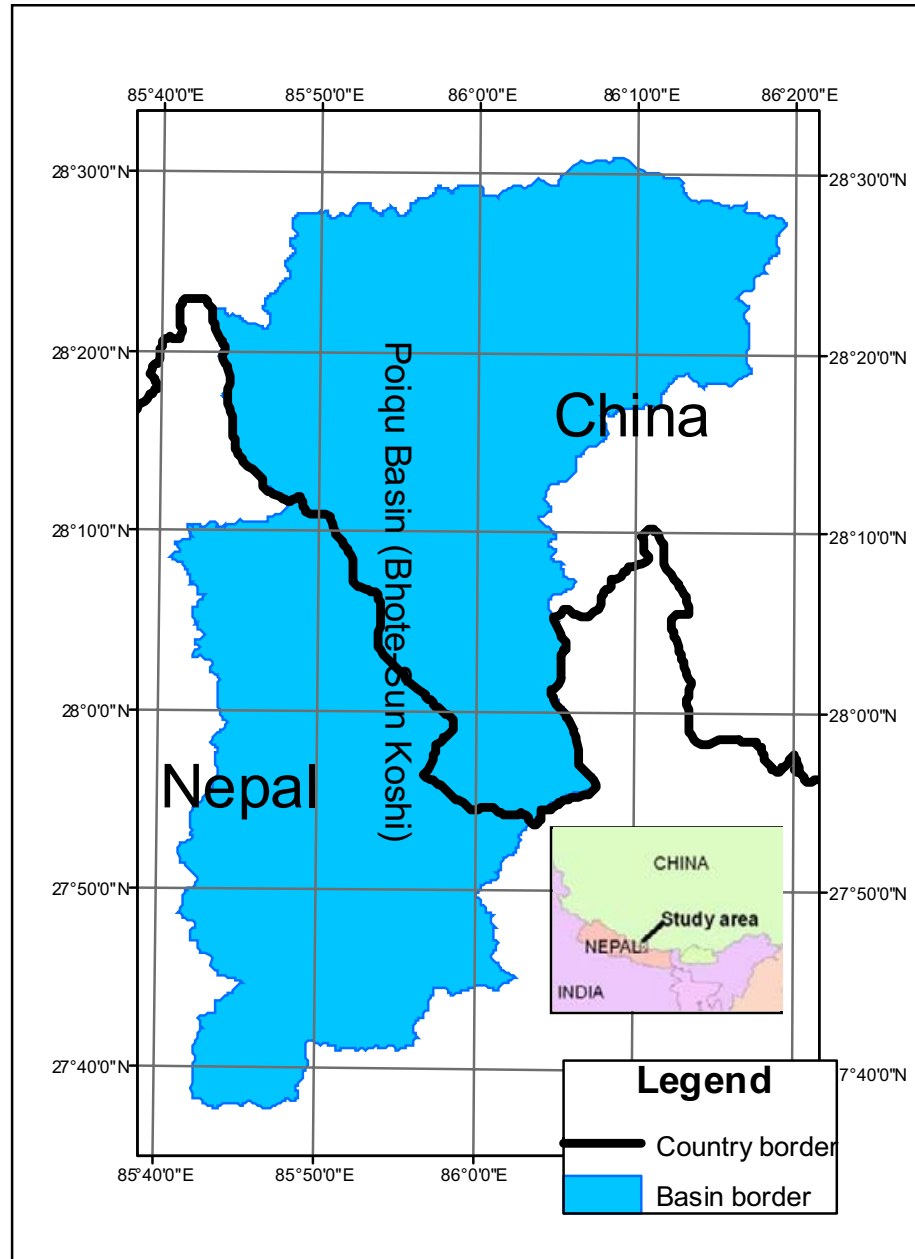 85°40'0"E 85°50'0"E 86°0'0"E 86°10'0"E 86°20'0"E
28°30'0"N 28°30'0"N
28°20'0"N 28°20'0"N
Poiqu Basin (Bhote-Sun Koshi)
China
28°10'0"N 28°10'0"N
28°0'0"N 28°0'0"N
Nepal
27°50'0"N 27°50'0"N
CHINA
Study area
NEPAL
INDIA
27°40'0"N 27°40'0"N
Legend
Country border
Basin border
85°40'0"E 85°50'0"E 86°0'0"E